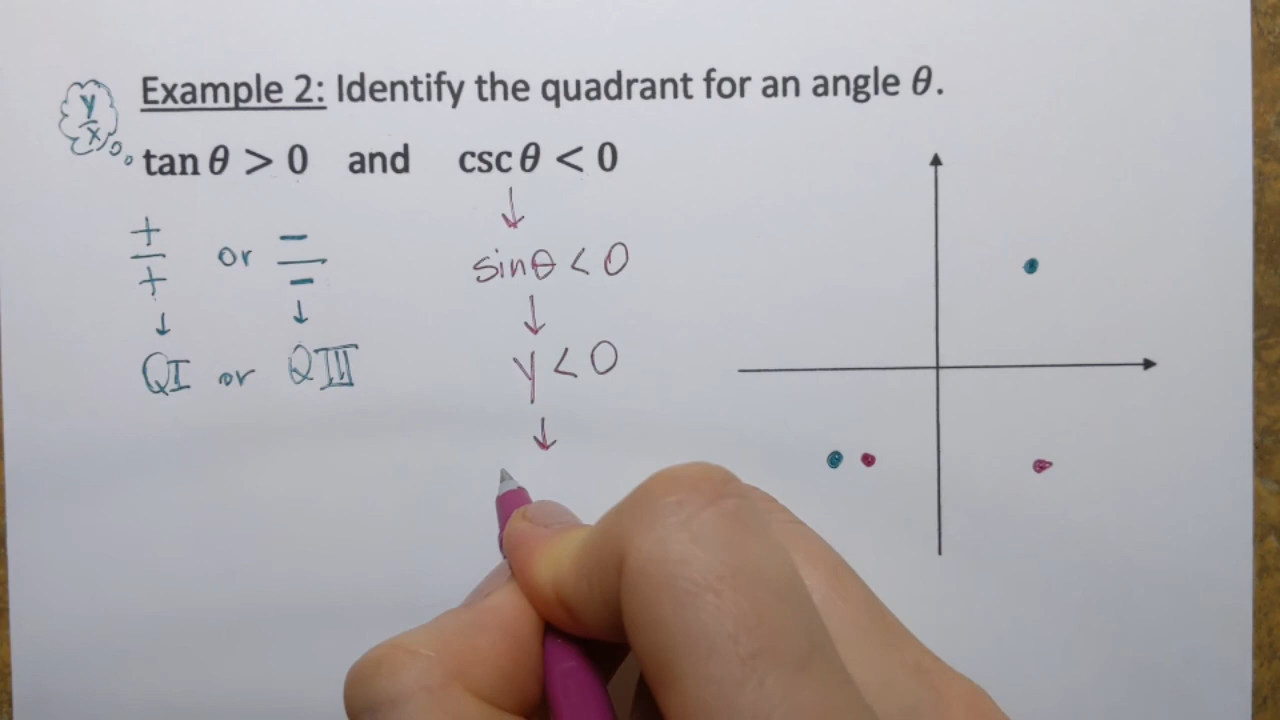 Example 2: Identify the quadrant for an angle θ.
y
x
tan θ > 0 and csc θ < 0
↓
+/+ or −/− sinθ < 0
↓ ↓ ↓
QI or QIII y < 0
↓